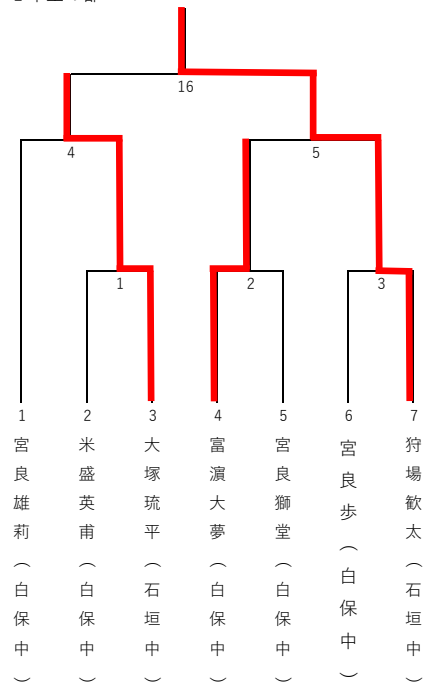 16
4
5
1
2
3
1
2
3
4
5
6
7
宮良雄莉（白保中）
米盛英甫（白保中）
大塚琉平（石垣中）
富濵大夢（白保中）
宮良獅堂（白保中）
宮良歩（白保中）
狩場歓太（石垣中）